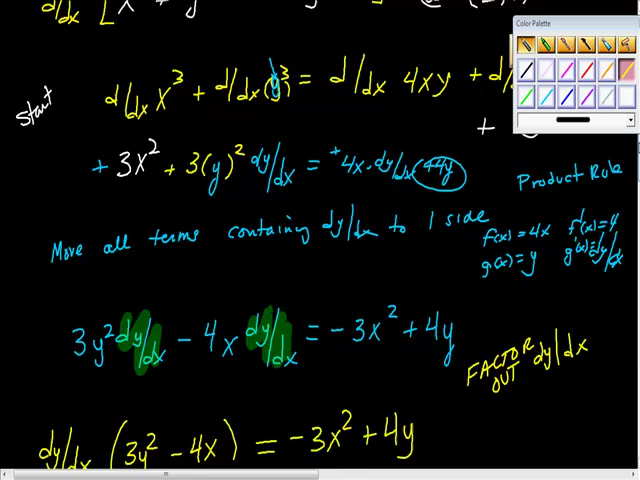 d/dx [x
Color Palette
start
d/dx x³ + d/dx (y³) = d/dx 4xy + d/
+
+ 3x² + 3(y)² dy/dx = +4x · dy/dx +4y
Product Rule
Move all terms containing dy/dx to 1 side
f(x) = 4x f'(x) = 4
g(x) = y g'(x) = dy/dx
3y² dy/dx − 4x dy/dx = −3x² + 4y
FACTOR OUT dy/dx
dy/dx (3y² − 4x) = −3x² + 4y